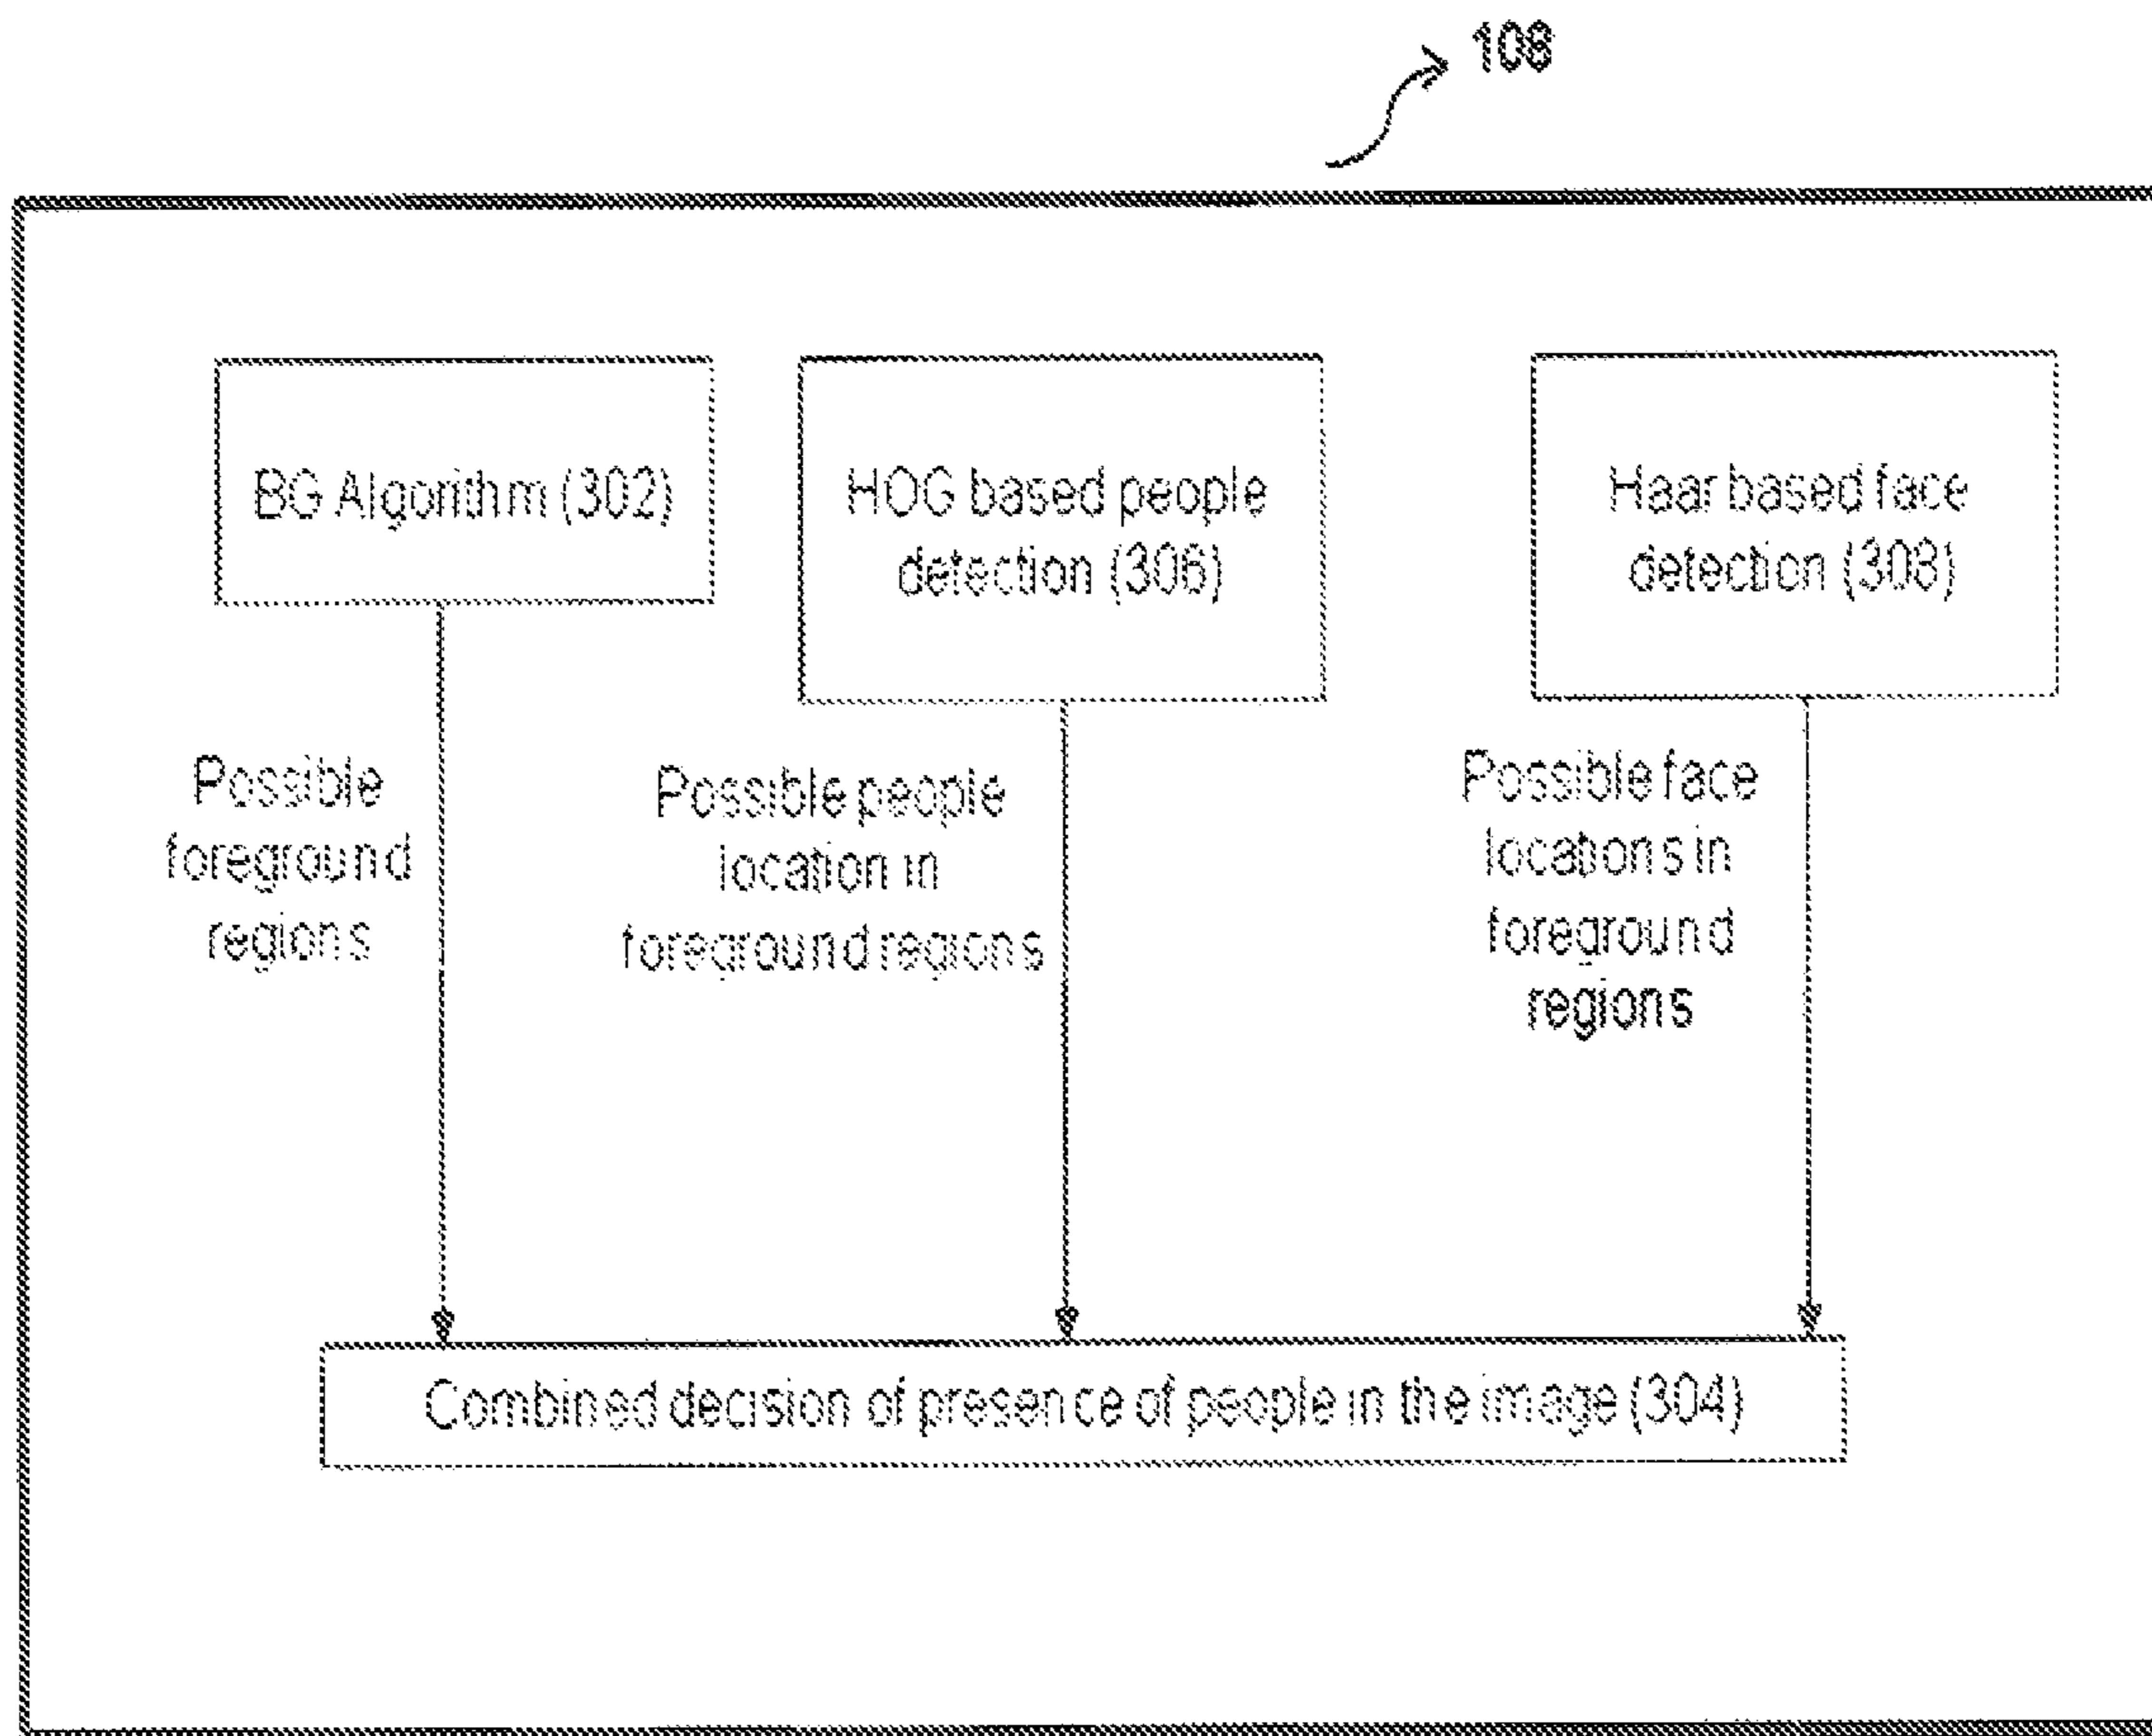 108
BG Algorithm (302)
HOG based people
detection (306)
Haar based face
detection (308)
Possible
foreground
regions
Possible people
location in
foreground regions
Possible face
locations in
foreground
regions
Combined decision of presence of people in the image (304)